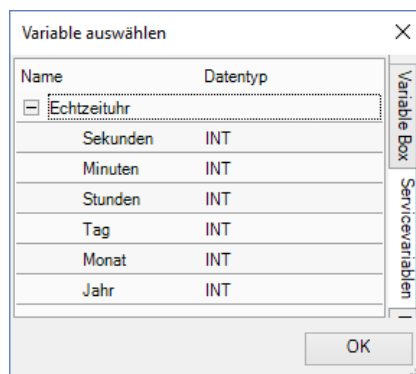 Variable auswählen
Name Datentyp
Echtzeituhr
Sekunden INT
Minuten INT
Stunden INT
Tag INT
Monat INT
Jahr INT
Variable Box
Servicevariablen
OK